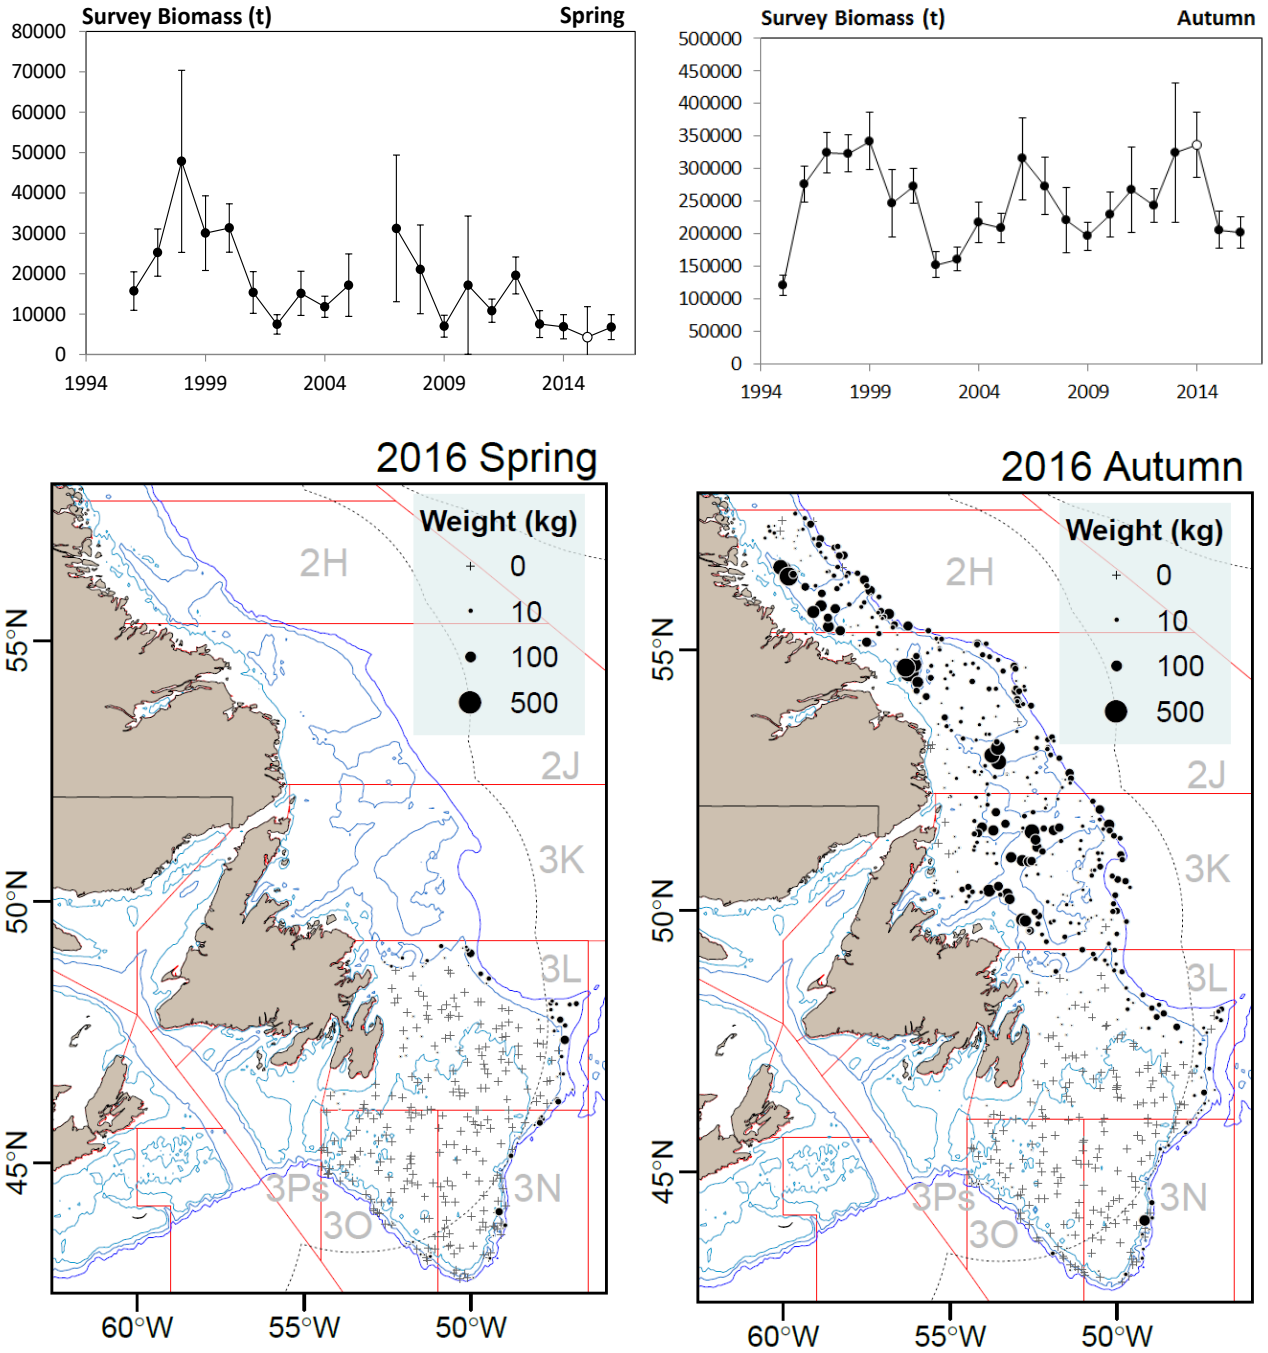 Survey Biomass (t) Spring
80000
70000
60000
50000
40000
30000
20000
10000
0
1994 1999 2004 2009 2014
Survey Biomass (t) Autumn
500000
450000
400000
350000
300000
250000
200000
150000
100000
50000
0
1994 1999 2004 2009 2014
2016 Spring
Weight (kg)
0
10
100
500
2H
2J
3K
3L
3N
3Ps
3O
55°N
50°N
45°N
60°W 55°W 50°W
2016 Autumn
Weight (kg)
0
10
100
500
2H
2J
3K
3L
3N
3Ps
3O
55°N
50°N
45°N
60°W 55°W 50°W